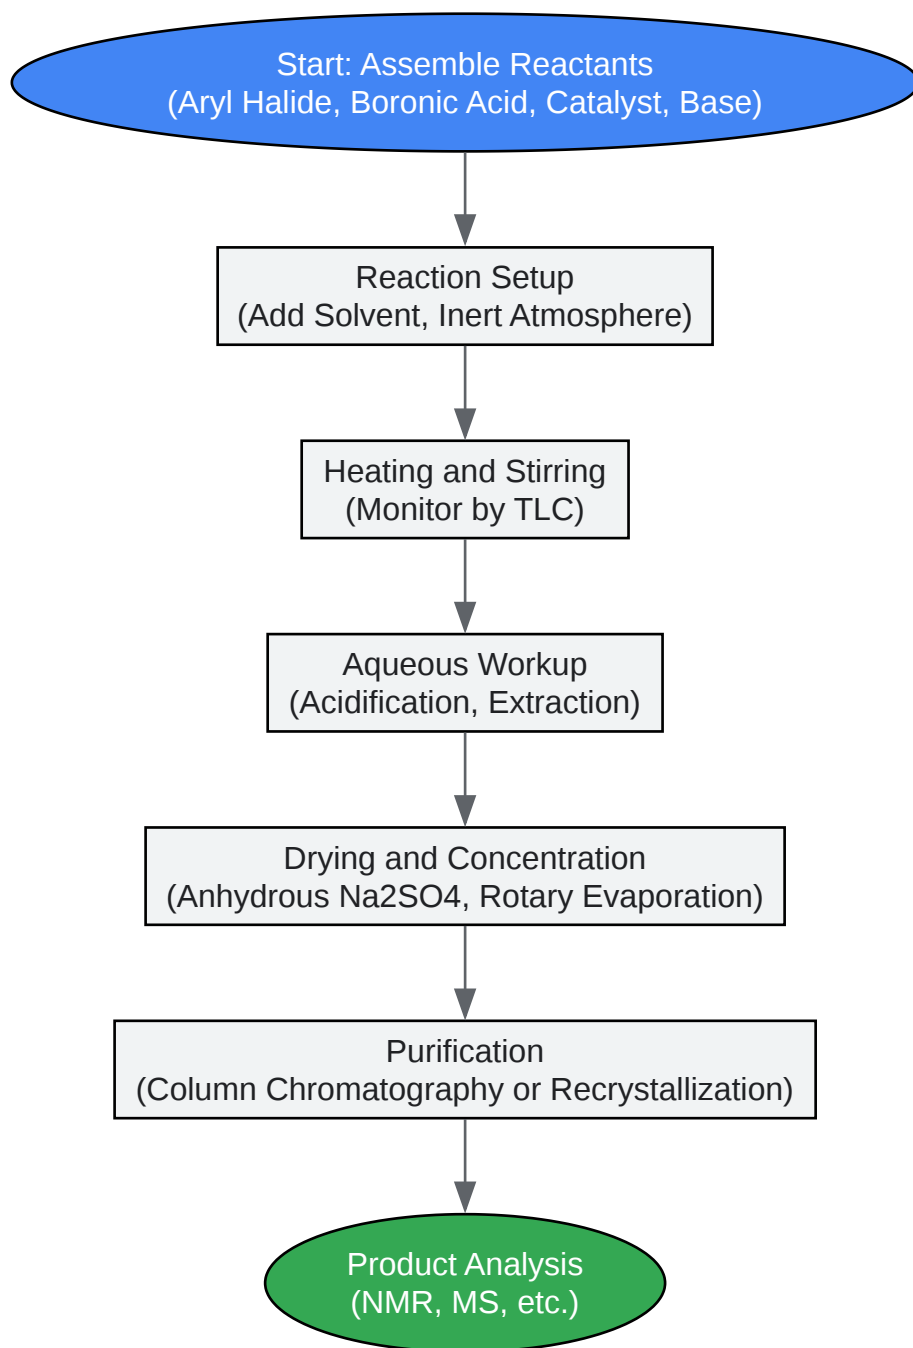 Start: Assemble Reactants
(Aryl Halide, Boronic Acid, Catalyst, Base)
Reaction Setup
(Add Solvent, Inert Atmosphere)
Heating and Stirring
(Monitor by TLC)
Aqueous Workup
(Acidification, Extraction)
Drying and Concentration
(Anhydrous Na2SO4, Rotary Evaporation)
Purification
(Column Chromatography or Recrystallization)
Product Analysis
(NMR, MS, etc.)